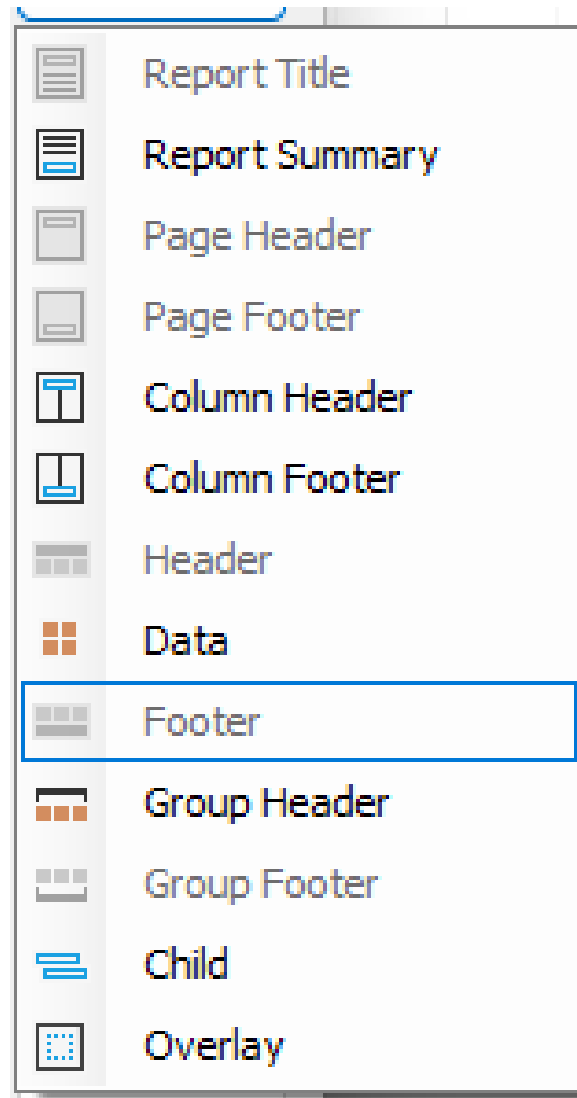 Report Title
Report Summary
Page Header
Page Footer
Column Header
Column Footer
Header
Data
Footer
Group Header
Group Footer
Child
Overlay